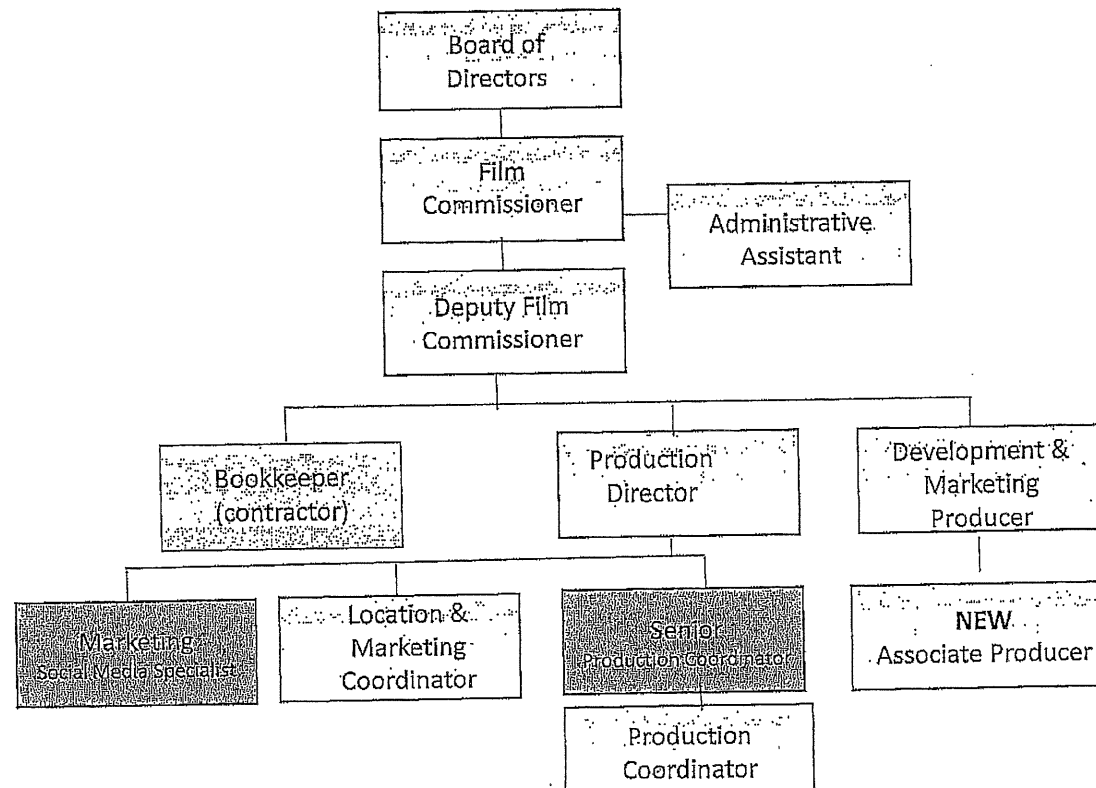 Board of
Directors
Film
Commissioner
Administrative
Assistant
Deputy Film
Commissioner
Bookkeeper
(contractor)
Production
Director
Development &
Marketing
Producer
Marketing
Social Media Specialist
Location &
Marketing
Coordinator
Senior
Production Coordinator
NEW
Associate Producer
Production
Coordinator